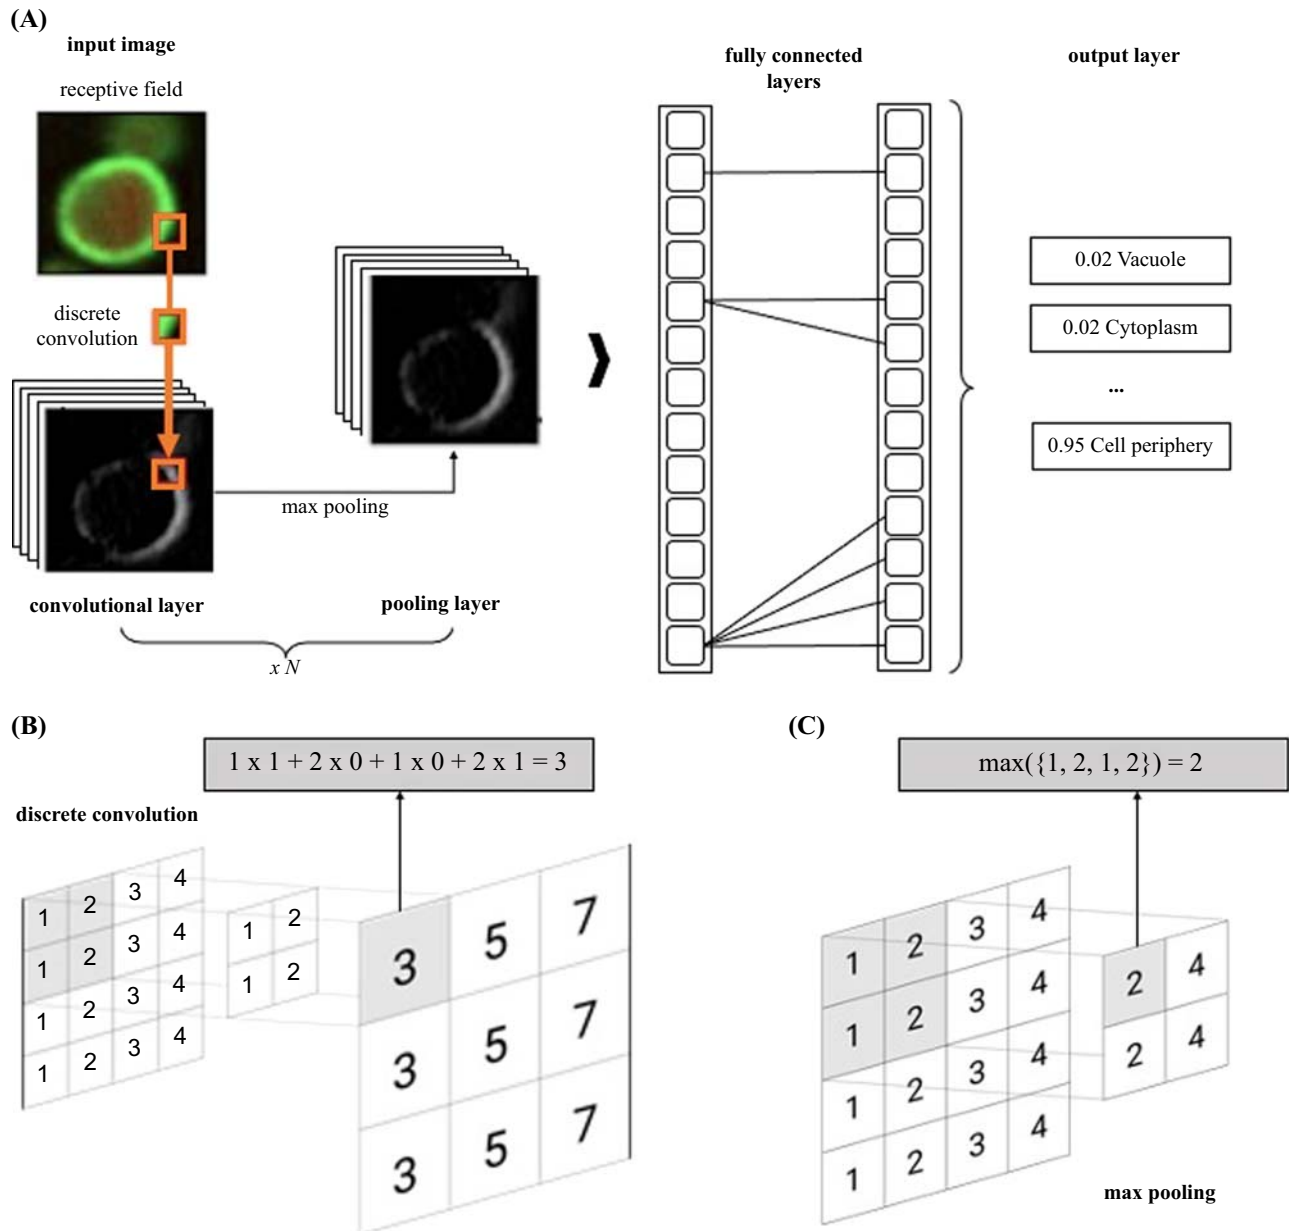 (A)
input image
receptive field
discrete
convolution
convolutional layer
max pooling
pooling layer
x N
fully connected
layers
output layer
0.02 Vacuole
0.02 Cytoplasm
...
0.95 Cell periphery
(B)
1 x 1 + 2 x 0 + 1 x 0 + 2 x 1 = 3
discrete convolution
1 2 3 4
1 2 3 4
1 2 3 4
1 2 3 4
1 2
1 2
3 5 7
3 5 7
3 5 7
(C)
max({1, 2, 1, 2}) = 2
1 2 3 4
1 2 3 4
1 2 3 4
1 2 3 4
2 4
2 4
max pooling